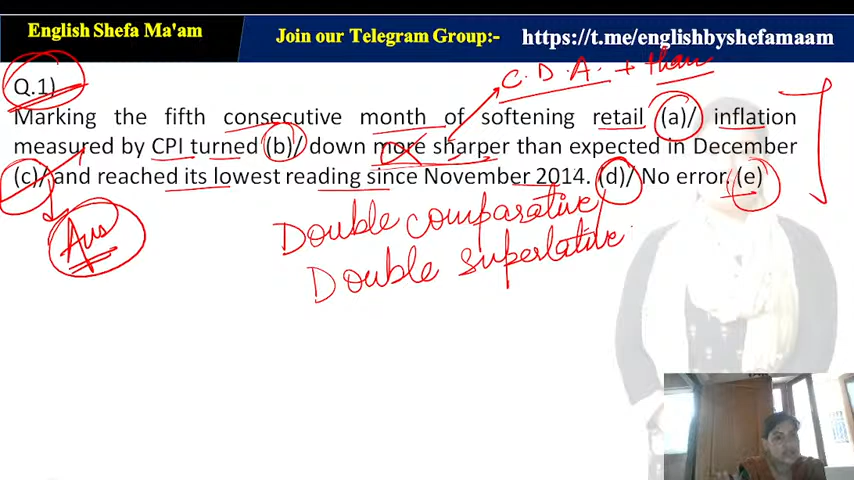 English Shefa Ma'am
Join our Telegram Group:- https://t.me/englishbyshefamaam
C.D.A. + than
Q.1)
Marking the fifth consecutive month of softening retail (a)/ inflation
measured by CPI turned (b)/ down more sharper than expected in December
(c)/ and reached its lowest reading since November 2014. (d)/ No error. (e)
Ans
Double comparative
Double superlative